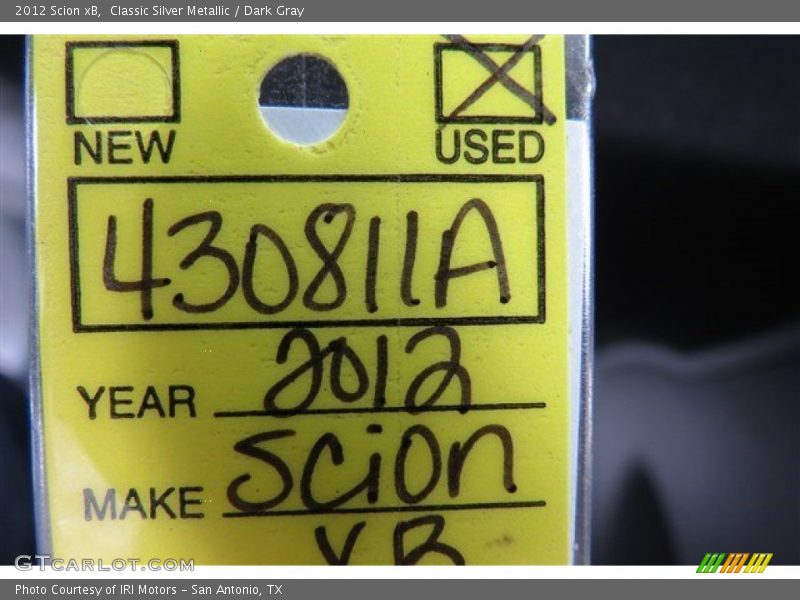 2012 Scion xB,  Classic Silver Metallic / Dark Gray
NEW USED
430811A
YEAR 2012
MAKE Scion
XB
GTCARLOT.COM
Photo Courtesy of IRI Motors – San Antonio, TX